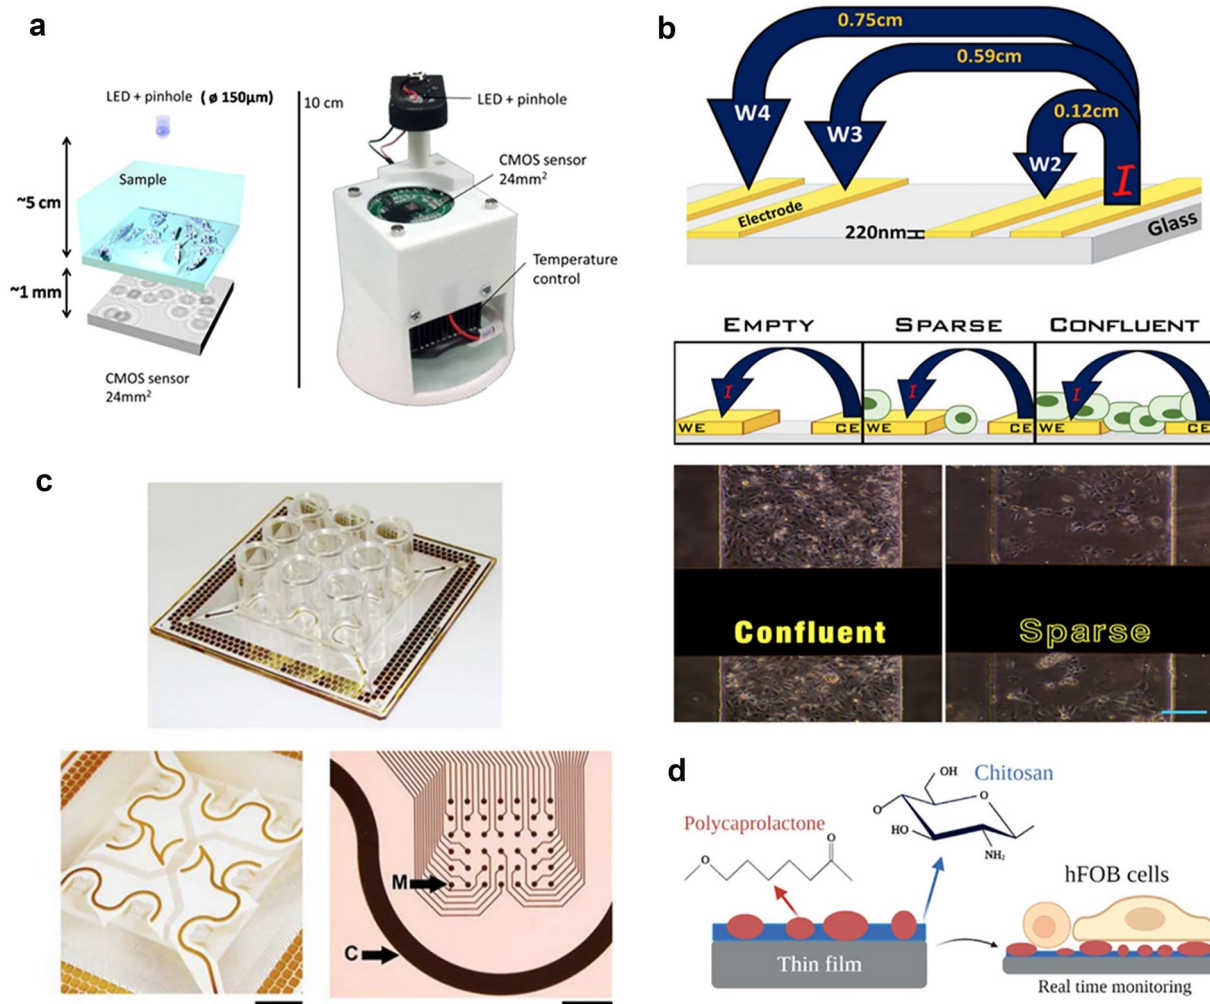 a
LED + pinhole ( ø 150µm)
~5 cm
Sample
~1 mm
CMOS sensor
24mm²
10 cm
LED + pinhole
CMOS sensor
24mm²
Temperature
control
b
0.75cm
0.59cm
0.12cm
W4
W3
W2
I
Electrode
220nm
Glass
EMPTY
SPARSE
CONFLUENT
I
I
I
WE
CE
WE
CE
WE
CE
Confluent
Sparse
c
M
C
d
Polycaprolactone
O
O
Chitosan
OH
O
O
HO
NH₂
O
hFOB cells
Thin film
Real time monitoring